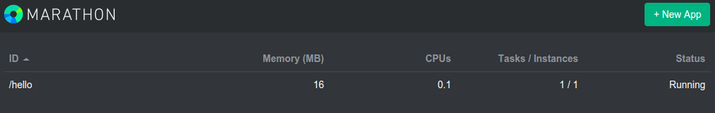 MARATHON
+ New App
ID Memory (MB) CPUs Tasks / Instances Status
/hello 16 0.1 1 / 1 Running